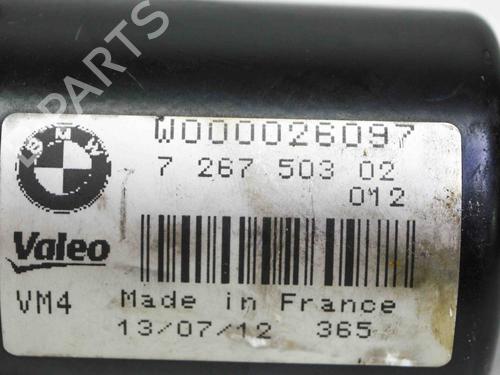 PARTS
W000026097
BMW
7 267 503 02
012
Valeo
VM4
Made in France
13/07/12 365